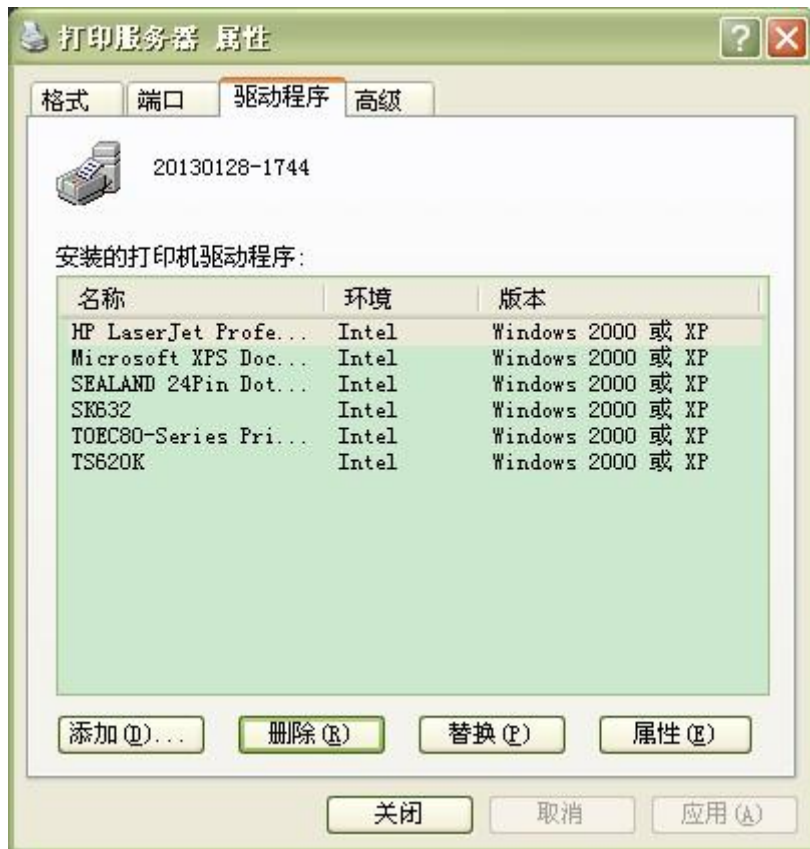 打印服务器 属性
格式 端口 驱动程序 高级
20130128-1744
安装的打印机驱动程序:
名称 环境 版本
HP LaserJet Profe... Intel Windows 2000 或 XP
Microsoft XPS Doc... Intel Windows 2000 或 XP
SEALAND 24Pin Dot... Intel Windows 2000 或 XP
SK632 Intel Windows 2000 或 XP
TOEC80-Series Pri... Intel Windows 2000 或 XP
TS620K Intel Windows 2000 或 XP
添加(D)... 删除(R) 替换(P) 属性(E)
关闭 取消 应用(A)